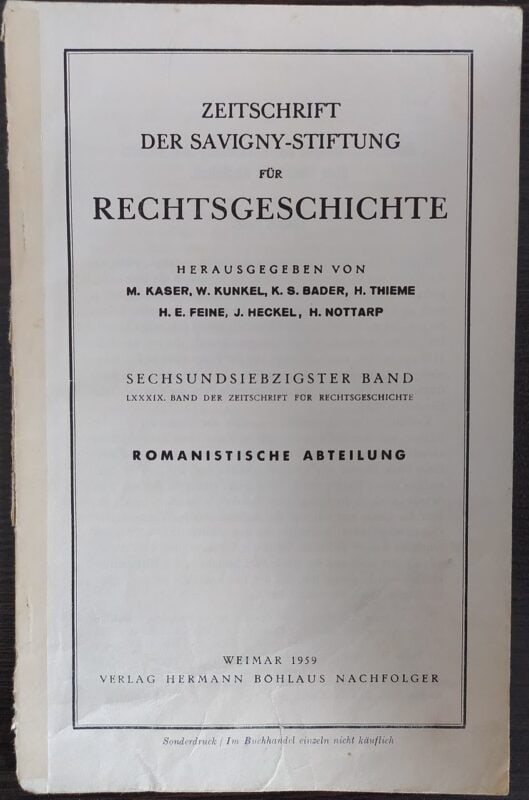 ZEITSCHRIFT
DER SAVIGNY-STIFTUNG
FÜR
RECHTSGESCHICHTE
HERAUSGEGEBEN VON
M. KASER, W. KUNKEL, K. S. BADER, H. THIEME
H. E. FEINE, J. HECKEL, H. NOTTARP
SECHSUNDSIEBZIGSTER BAND
LXXXIX. BAND DER ZEITSCHRIFT FÜR RECHTSGESCHICHTE
ROMANISTISCHE ABTEILUNG
WEIMAR 1959
VERLAG HERMANN BÖHLAUS NACHFOLGER
Sonderdruck / Im Buchhandel einzeln nicht käuflich